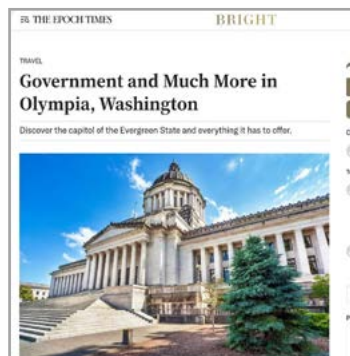 THE EPOCH TIMES
BRIGHT
TRAVEL
Government and Much More in
Olympia, Washington
Discover the capitol of the Evergreen State and everything it has to offer.